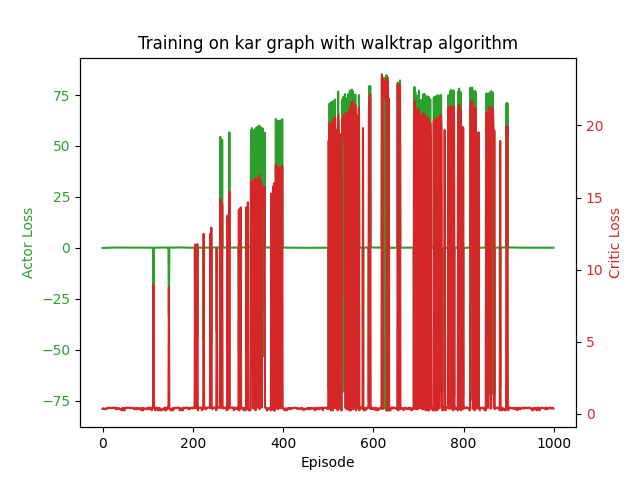 Training on kar graph with walktrap algorithm
75
50
25
0
−25
−50
−75
Actor Loss
20
15
10
5
0
Critic Loss
0 200 400 600 800 1000
Episode